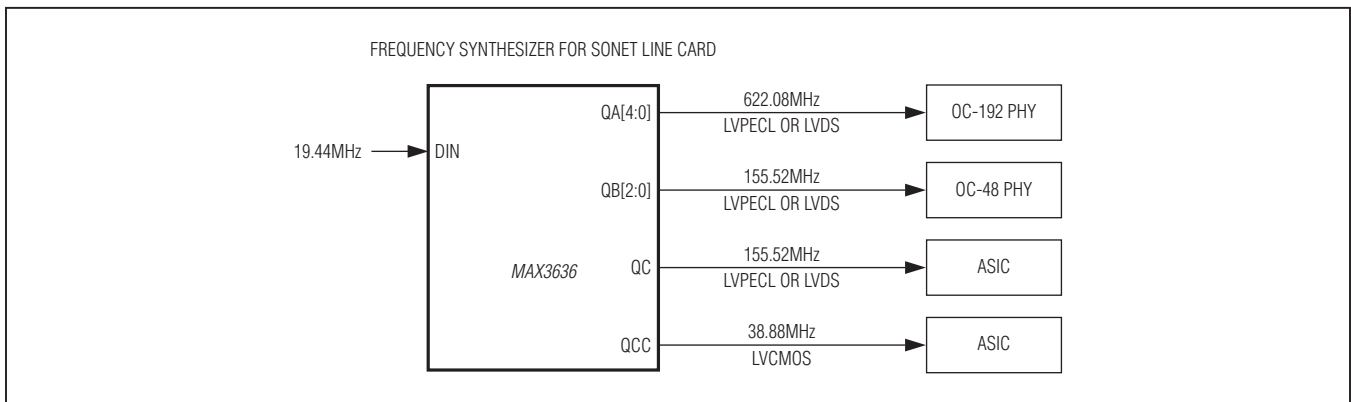 FREQUENCY SYNTHESIZER FOR SONET LINE CARD
19.44MHz
DIN
MAX3636
QA[4:0]
622.08MHz
LVPECL OR LVDS
OC-192 PHY
QB[2:0]
155.52MHz
LVPECL OR LVDS
OC-48 PHY
QC
155.52MHz
LVPECL OR LVDS
ASIC
QCC
38.88MHz
LVCMOS
ASIC